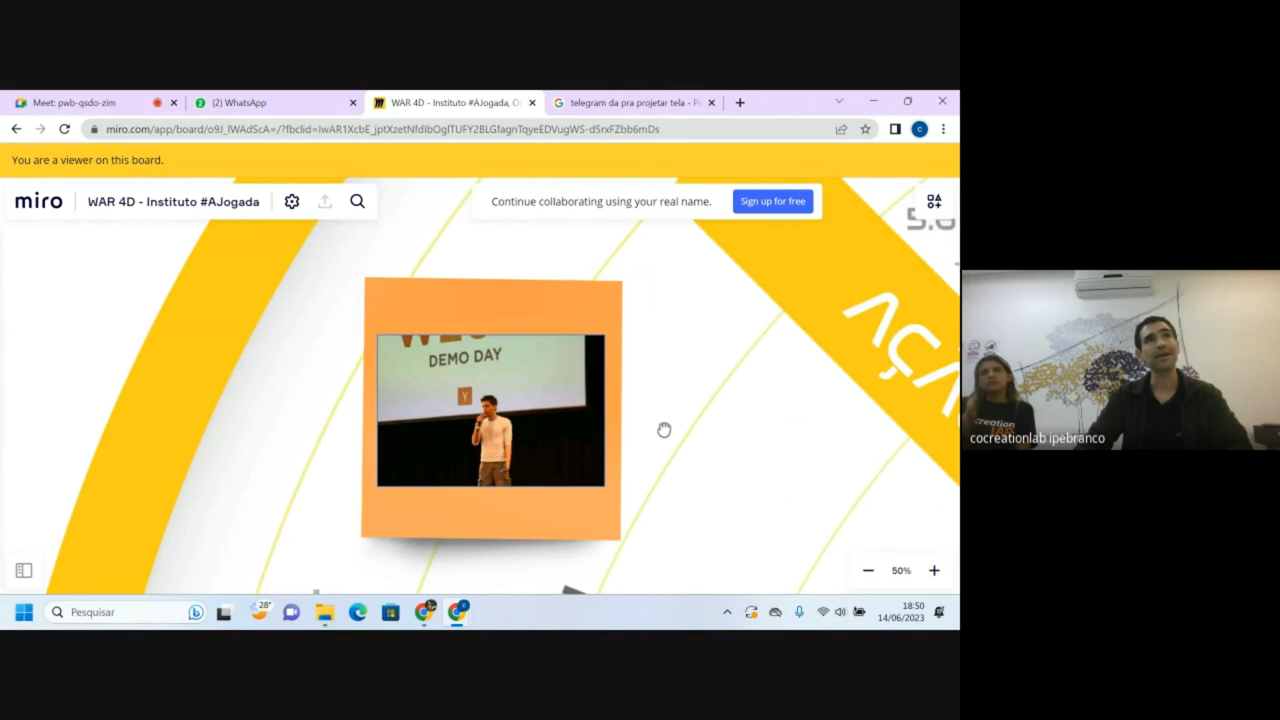 Meet: pwb-qsdo-zim
(2) WhatsApp
WAR 4D - Instituto #AJogada, O
telegram da pra projetar tela - P
miro.com/app/board/o9J_lWAdScA=/?fbclid=IwAR1XcbE_jptXzetNfdIbOglTUFY2BLGfagnTqyeEDVugWS-d5rxFZbb6mDs
You are a viewer on this board.
miro
WAR 4D - Instituto #AJogada
Continue collaborating using your real name.
Sign up for free
DEMO DAY
Y
50%
Pesquisar
28°
18:50
14/06/2023
cocreationlab ipebranco